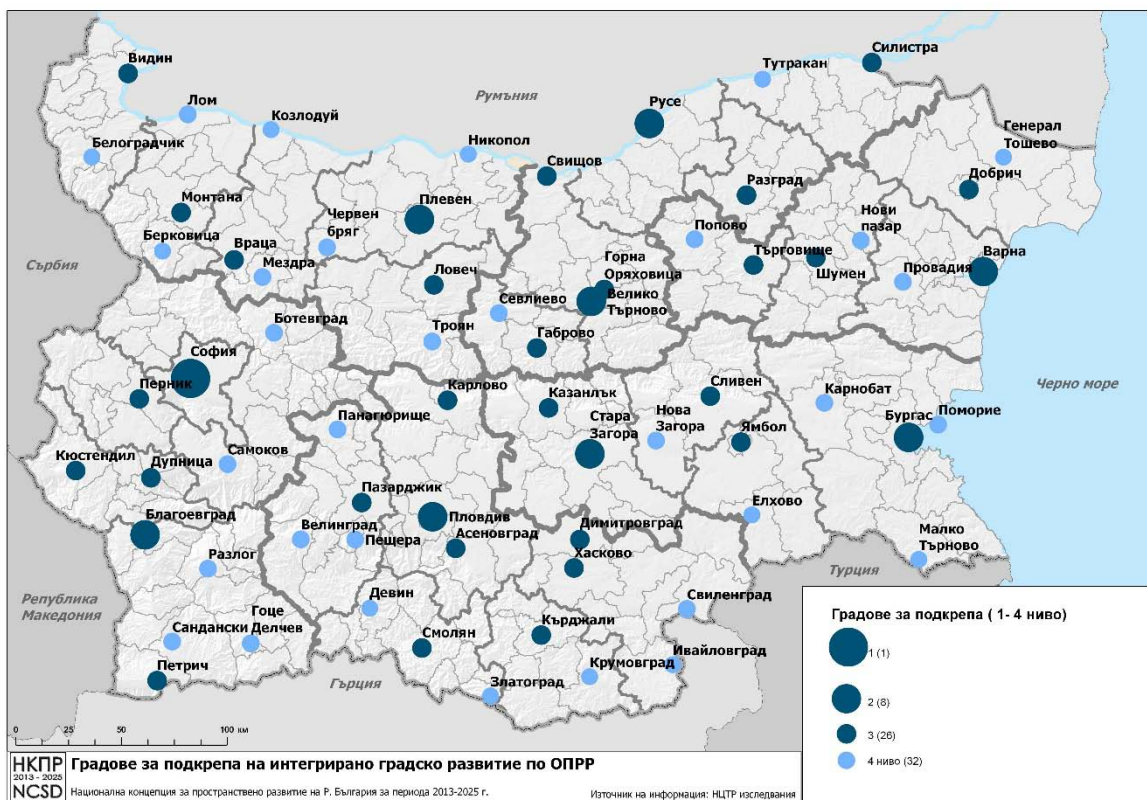 Видин
Силистра
Тутракан
Лом
Румъния
Русе
Козлодуй
Никопол
Генерал
Тошево
Белоградчик
Свищов
Добрич
Монтана
Плевен
Разград
Червен
бряг
Попово
Нови
пазар
Берковица
Враца
Търговище
Варна
Мездра
Ловеч
Горна
Оряховица
Шумен
Провадия
Сърбия
Севлиево
Велико
Търново
Ботевград
Троян
Габрово
София
Перник
Карлово
Казанлък
Сливен
Карнобат
Черно море
Панагюрище
Стара
Загора
Нова
Загора
Ямбол
Бургас
Поморие
Кюстендил
Дупница
Самоков
Пазарджик
Елхово
Благоевград
Велинград
Пещера
Пловдив
Асеновград
Димитровград
Хасково
Малко
Търново
Разлог
Турция
Република
Македония
Девин
Свиленград
Гоце
Делчев
Сандански
Смолян
Кърджали
Ивайловград
Петрич
Гърция
Крумовград
Златоград
Градове за подкрепа ( 1- 4 ниво)
1 (1)
2 (8)
3 (26)
4 ниво (32)
0 25 50 100 км
НКПР
2013 - 2025
NCSD
Градове за подкрепа на интегрирано градско развитие по ОПРР
Национална концепция за пространствено развитие на Р. България за периода 2013-2025 г.
Източник на информация: НЦТР изследвания